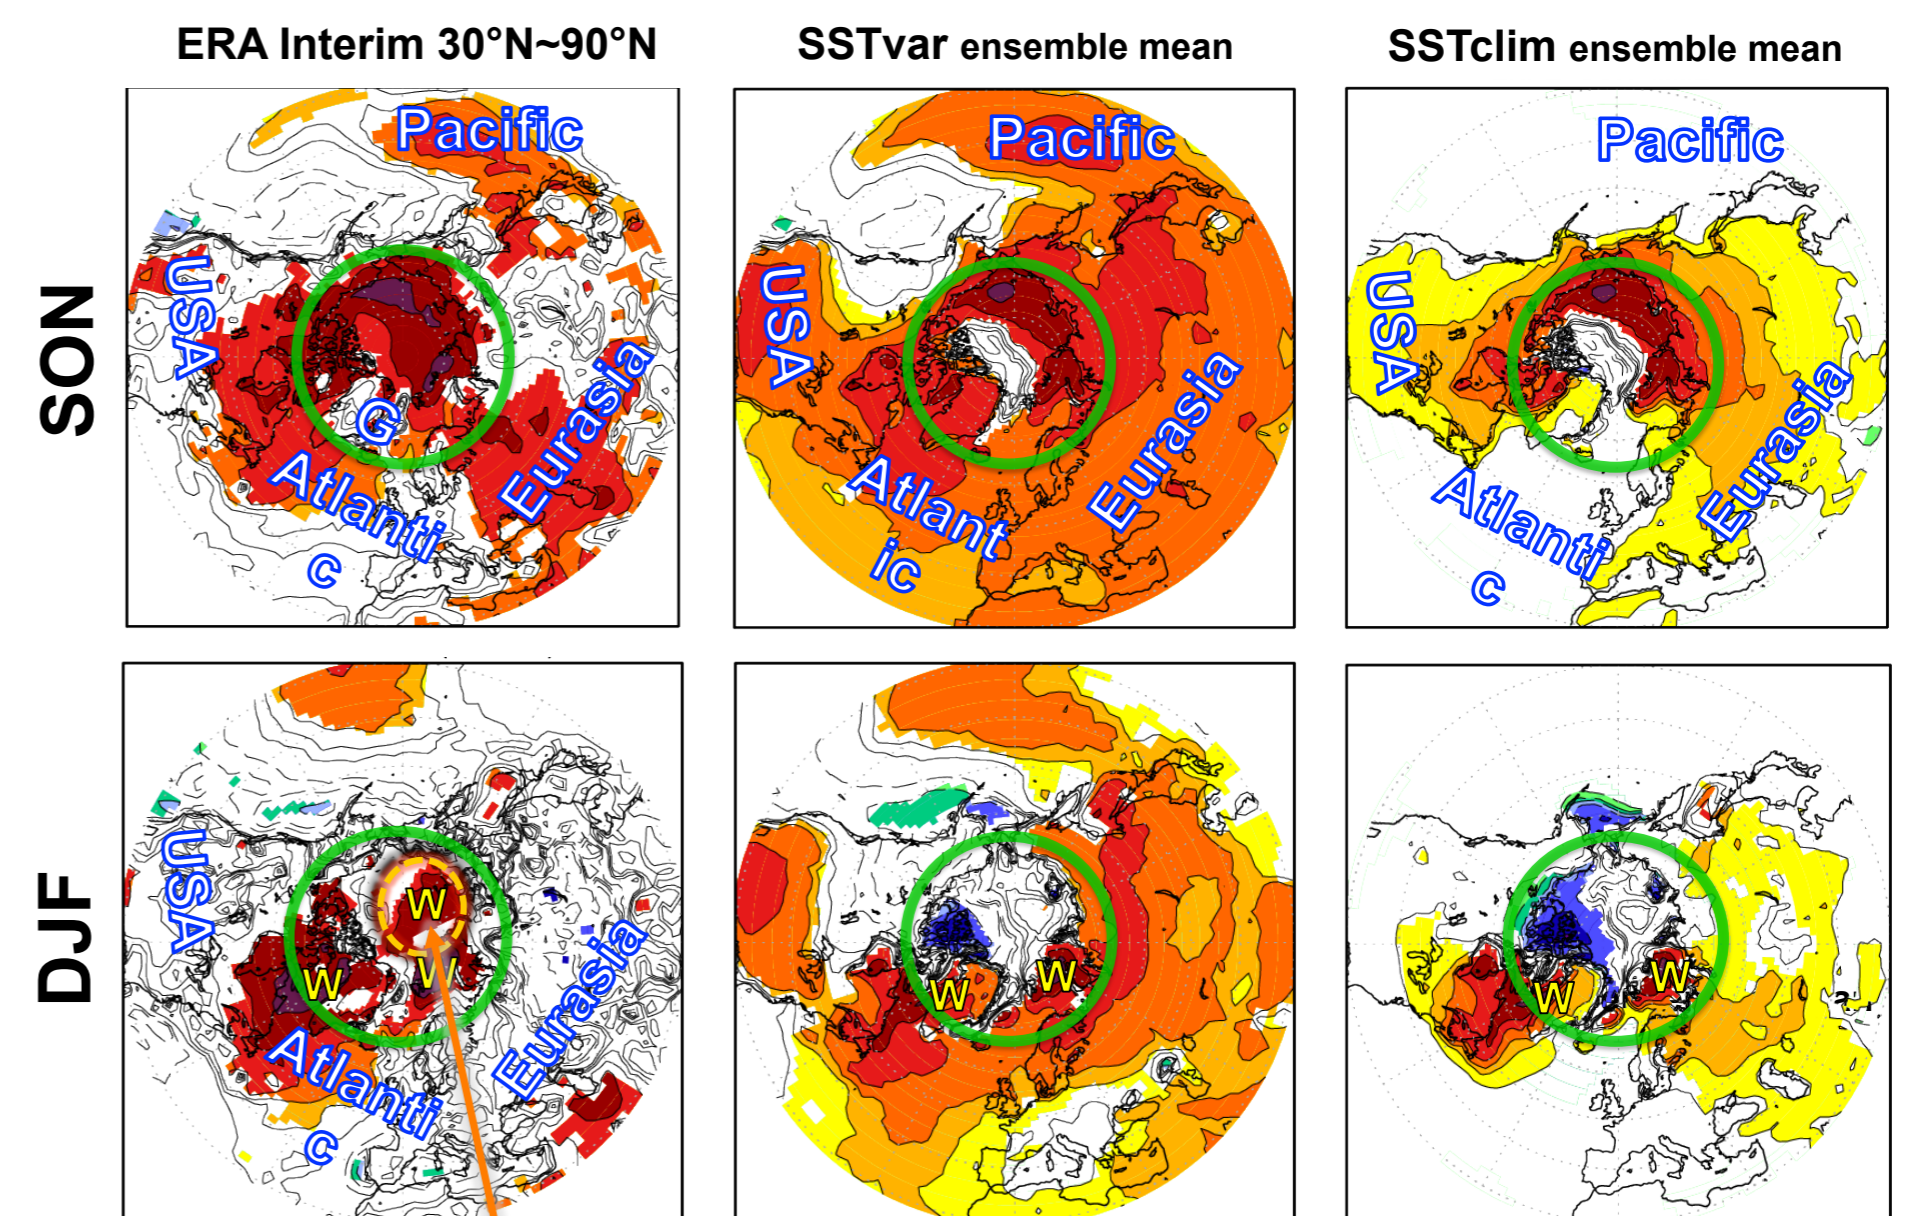 ERA Interim 30°N~90°N
SSTvar ensemble mean
SSTclim ensemble mean
SON
Pacific
USA
G
Atlanti
c
Eurasia
Pacific
USA
Atlant
ic
Eurasia
Pacific
USA
Atlanti
c
Eurasia
DJF
USA
W
W
W
Atlanti
c
Eurasia
W
W
W
W